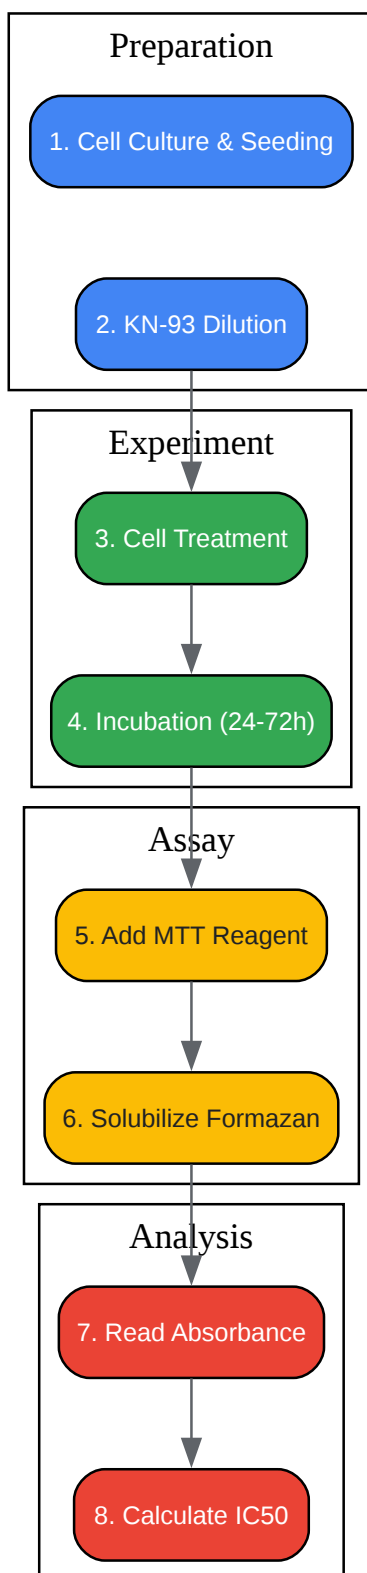 Preparation
1. Cell Culture & Seeding
2. KN-93 Dilution
Experiment
3. Cell Treatment
4. Incubation (24-72h)
Assay
5. Add MTT Reagent
6. Solubilize Formazan
Analysis
7. Read Absorbance
8. Calculate IC50